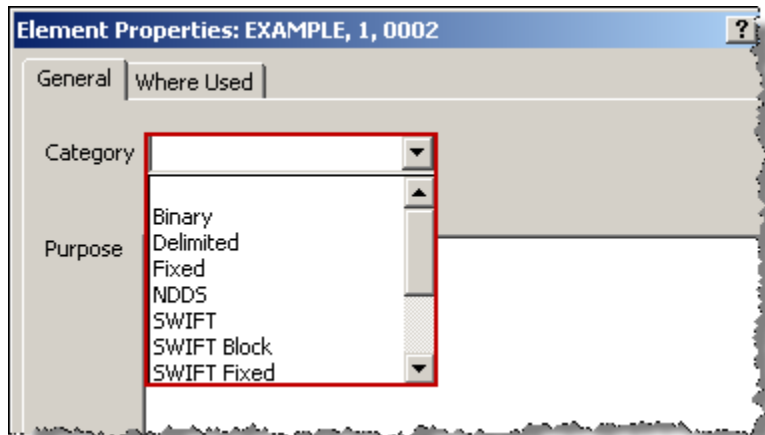 Element Properties: EXAMPLE, 1, 0002 ?
General Where Used
Category
Binary
Delimited
Purpose
Fixed
NDDS
SWIFT
SWIFT Block
SWIFT Fixed